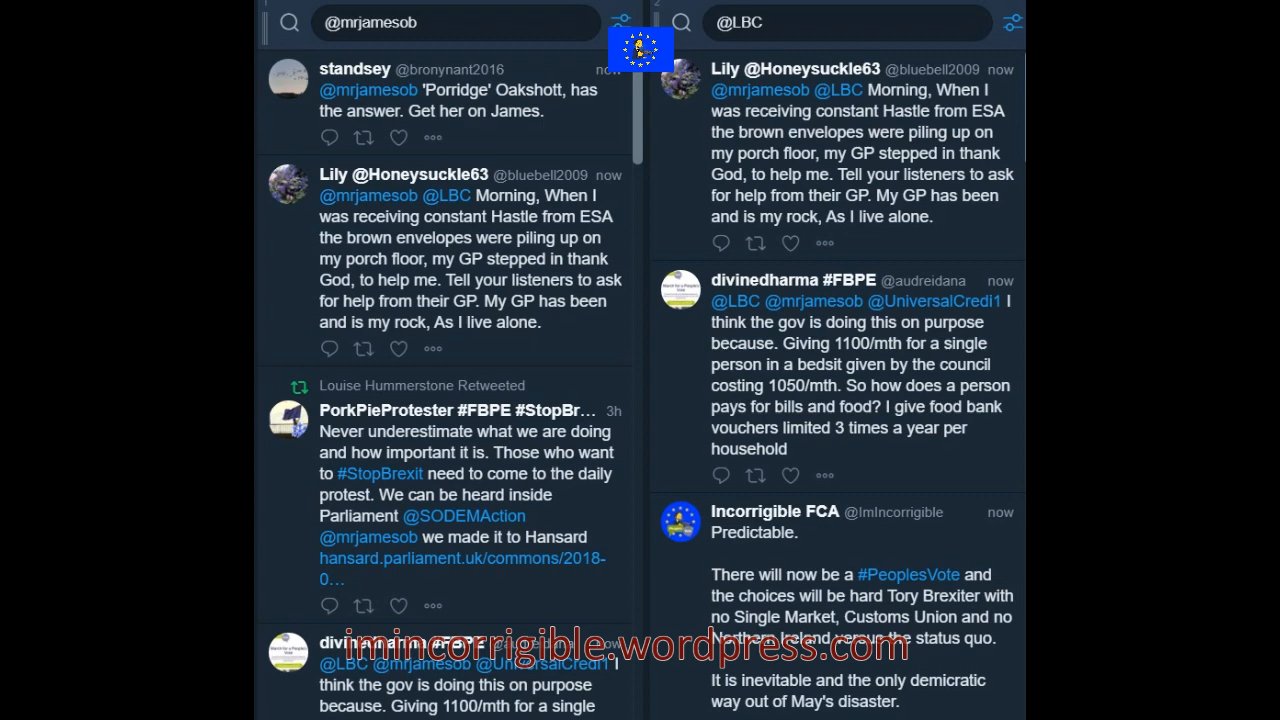 @mrjamesob
standsey @bronynant2016 now
@mrjamesob 'Porridge' Oakshott, has
the answer. Get her on James.
Lily @Honeysuckle63 @bluebell2009 now
@mrjamesob @LBC Morning, When I
was receiving constant Hastle from ESA
the brown envelopes were piling up on
my porch floor, my GP stepped in thank
God, to help me. Tell your listeners to ask
for help from their GP. My GP has been
and is my rock, As I live alone.
Louise Hummerstone Retweeted
PorkPieProtester #FBPE #StopBr... 3h
Never underestimate what we are doing
and how important it is. Those who want
to #StopBrexit need to come to the daily
protest. We can be heard inside
Parliament @SODEMAction
@mrjamesob we made it to Hansard
hansard.parliament.uk/commons/2018-
0...
divinedharma #FBPE @audreidana now
@LBC @mrjamesob @UniversalCredi1 I
think the gov is doing this on purpose
because. Giving 1100/mth for a single
2
@LBC
Lily @Honeysuckle63 @bluebell2009 now
@mrjamesob @LBC Morning, When I
was receiving constant Hastle from ESA
the brown envelopes were piling up on
my porch floor, my GP stepped in thank
God, to help me. Tell your listeners to ask
for help from their GP. My GP has been
and is my rock, As I live alone.
divinedharma #FBPE @audreidana now
@LBC @mrjamesob @UniversalCredi1 I
think the gov is doing this on purpose
because. Giving 1100/mth for a single
person in a bedsit given by the council
costing 1050/mth. So how does a person
pays for bills and food? I give food bank
vouchers limited 3 times a year per
household
Incorrigible FCA @ImIncorrigible now
Predictable.
There will now be a #PeoplesVote and
the choices will be hard Tory Brexiter with
no Single Market, Customs Union and no
Northern Ireland versus the status quo.
It is inevitable and the only demicratic
way out of May's disaster.
imincorrigible.wordpress.com